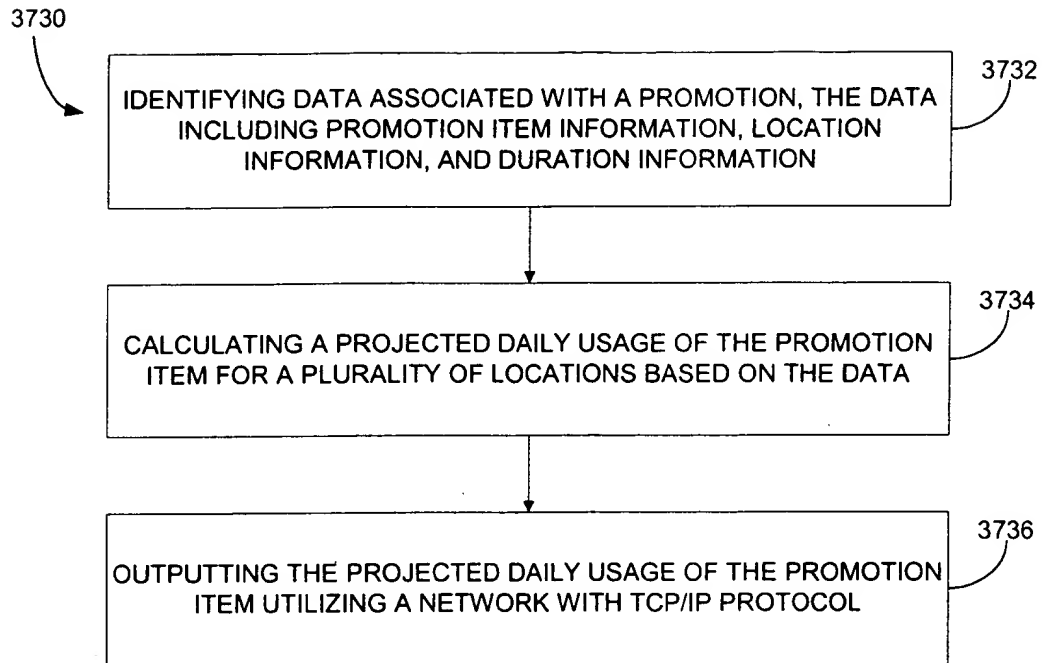 3730
3732
IDENTIFYING DATA ASSOCIATED WITH A PROMOTION, THE DATA
INCLUDING PROMOTION ITEM INFORMATION, LOCATION
INFORMATION, AND DURATION INFORMATION
3734
CALCULATING A PROJECTED DAILY USAGE OF THE PROMOTION
ITEM FOR A PLURALITY OF LOCATIONS BASED ON THE DATA
3736
OUTPUTTING THE PROJECTED DAILY USAGE OF THE PROMOTION
ITEM UTILIZING A NETWORK WITH TCP/IP PROTOCOL